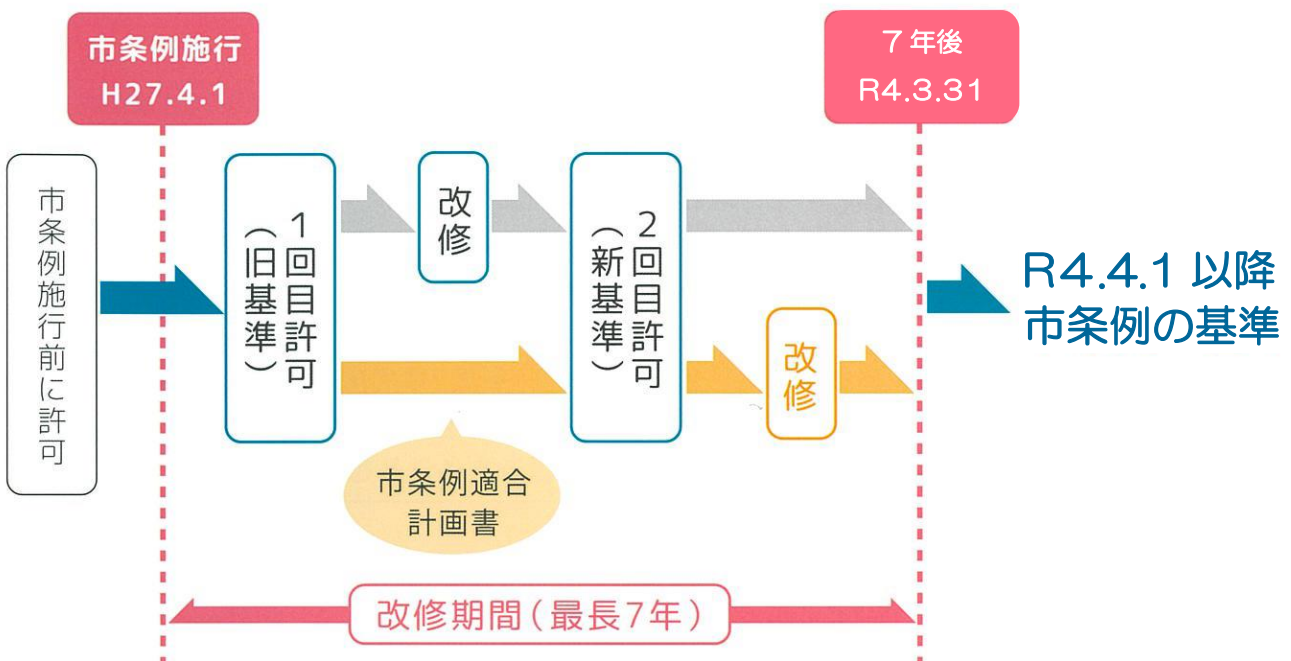 市条例施行
H27.4.1
7年後
R4.3.31
市条例施行前に許可
1回目許可
(旧基準)
改修
2回目許可
(新基準)
改修
R4.4.1 以降
市条例の基準
市条例適合
計画書
改修期間(最長7年)